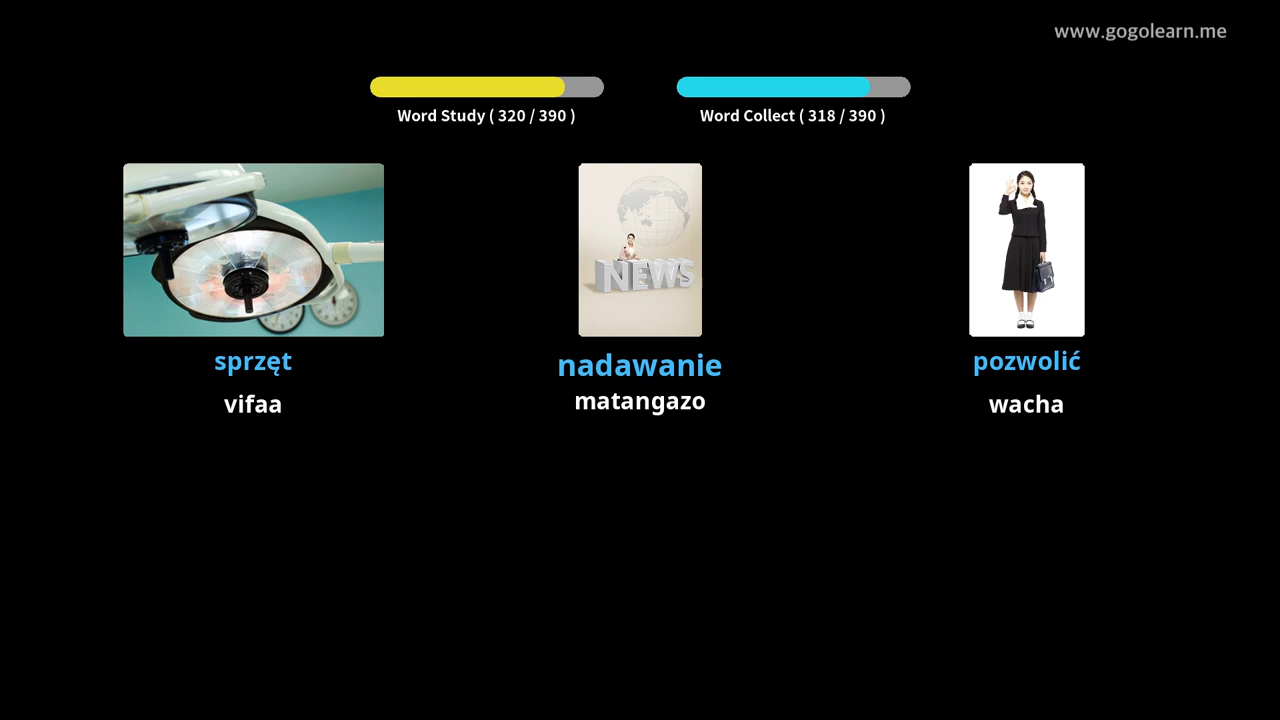 www.gogolearn.me
Word Study ( 320 / 390 )
Word Collect ( 318 / 390 )
NEWS
sprzęt
nadawanie
pozwolić
vifaa
matangazo
wacha